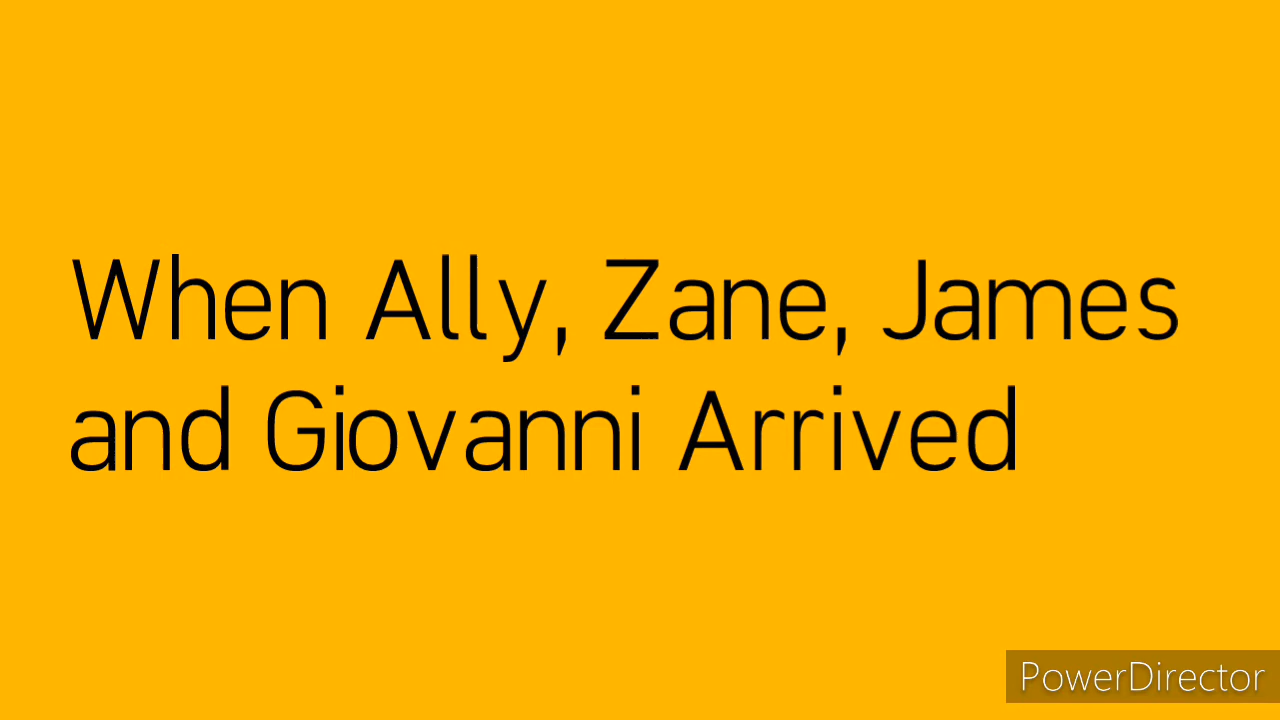 When Ally, Zane, James
and Giovanni Arrived
PowerDirector